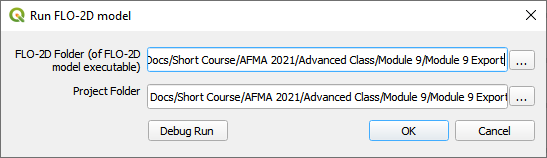 Run FLO-2D model
FLO-2D Folder (of FLO-2D
model executable)
Docs/Short Course/AFMA 2021/Advanced Class/Module 9/Module 9 Export
...
Project Folder
Docs/Short Course/AFMA 2021/Advanced Class/Module 9/Module 9 Export
...
Debug Run
OK
Cancel